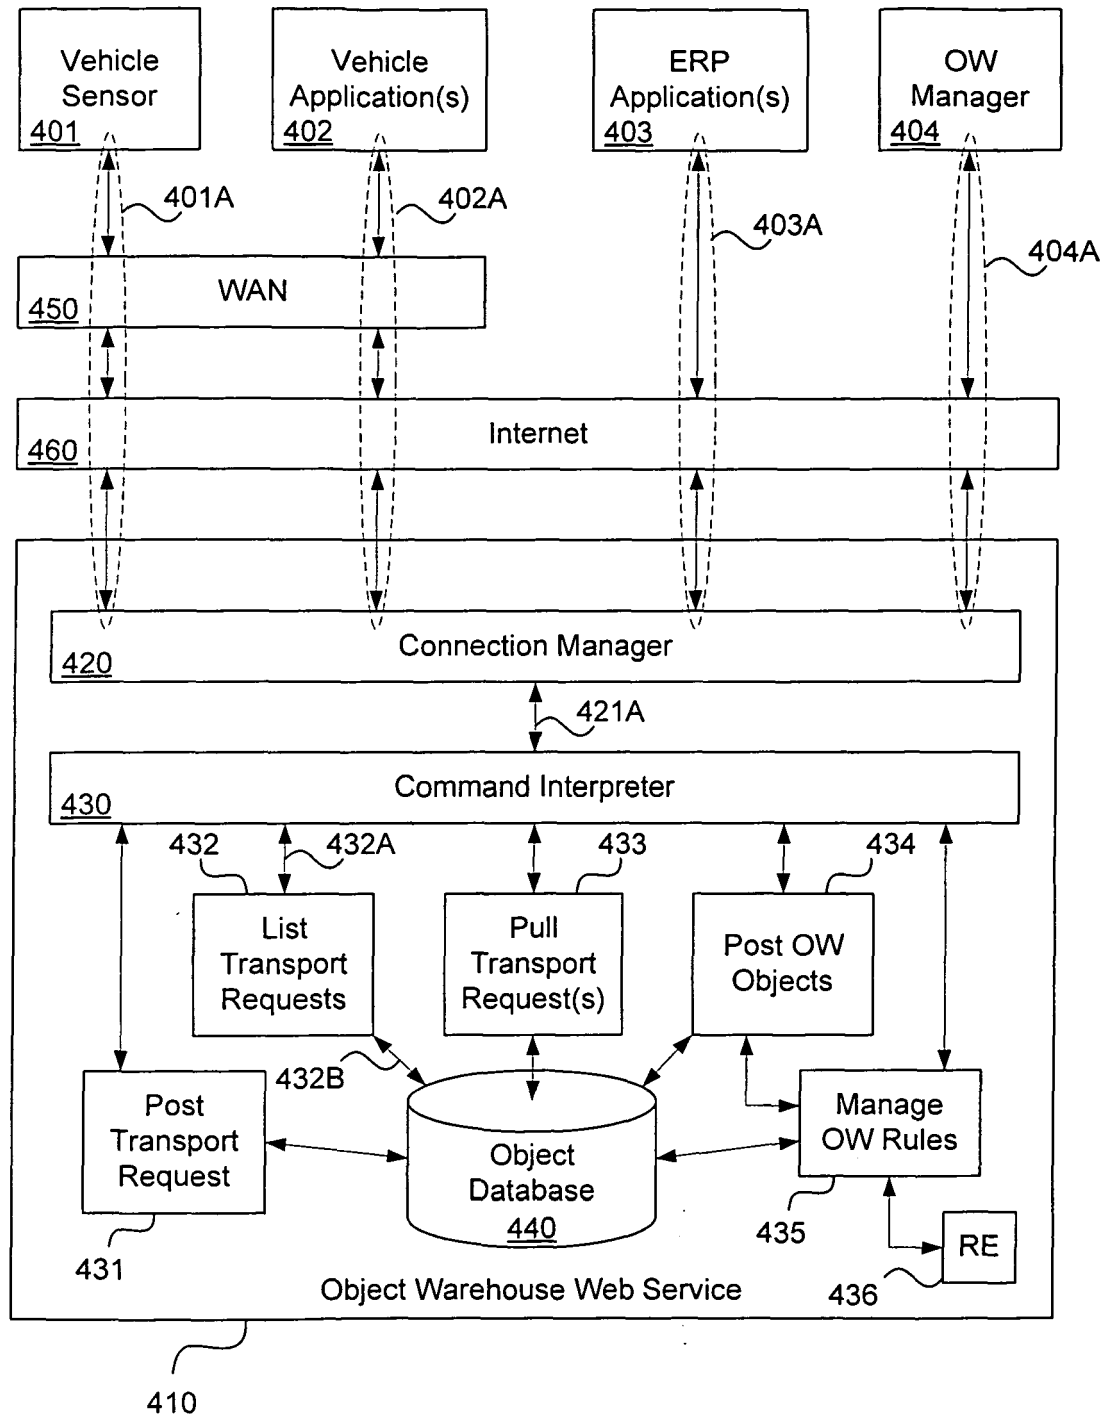 Vehicle
Sensor
401
Vehicle
Application(s)
402
ERP
Application(s)
403
OW
Manager
404
401A
402A
403A
404A
WAN
450
Internet
460
Connection Manager
420
421A
Command Interpreter
430
432
432A
433
434
List
Transport
Requests
Pull
Transport
Request(s)
Post OW
Objects
432B
Post
Transport
Request
Object
Database
440
Manage
OW Rules
431
435
RE
436
Object Warehouse Web Service
410